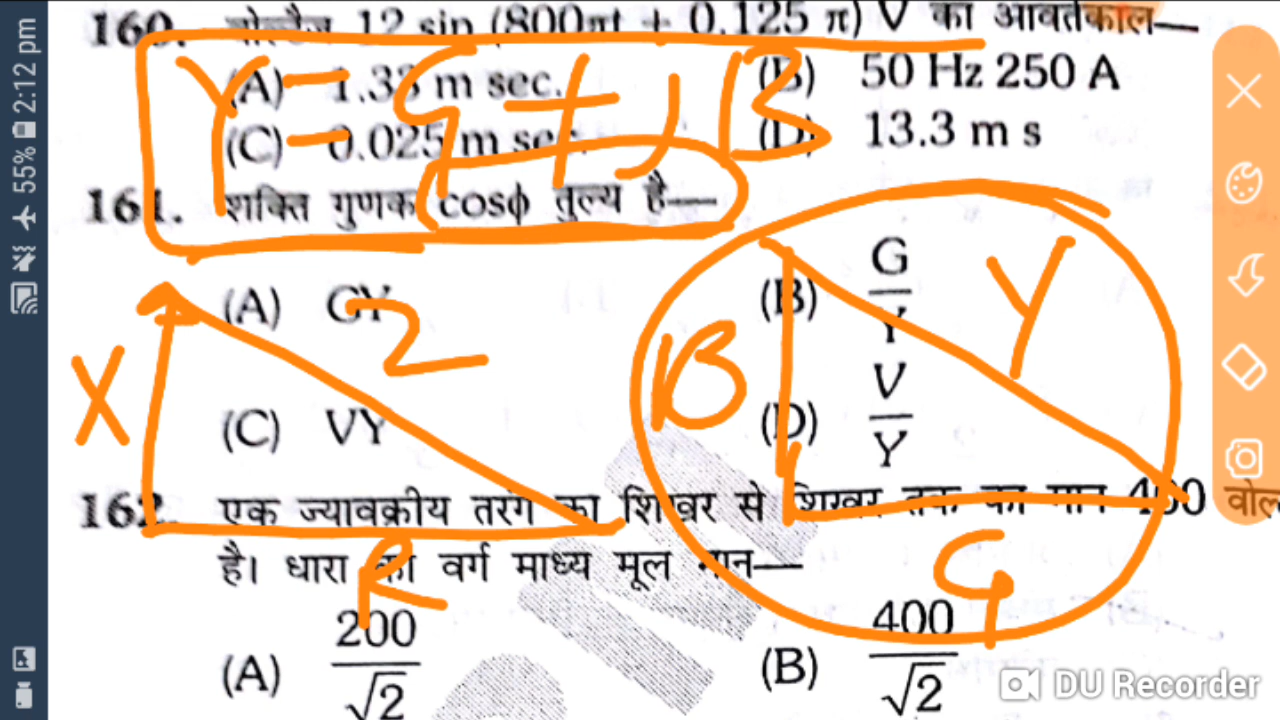 2:12 pm
55%
160. वोल्टेज 12 sin (800πt + 0.125 π) V का आवर्तकाल—
(A) 1.33 m sec. (B) 50 Hz 250 A
(C) 0.025 m sec. (D) 13.3 m s
Y = G + J B
161. शक्ति गुणक cosϕ तुल्य है—
(A) GY (B) G/Y
(C) VY (D) V/Y
X Z R
B Y G
162. एक ज्यावक्रीय तरंग का शिखर से शिखर तक का मान 400
है। धारा का वर्ग माध्य मूल मान—
(A) 200/√2 (B) 400/√2
DU Recorder